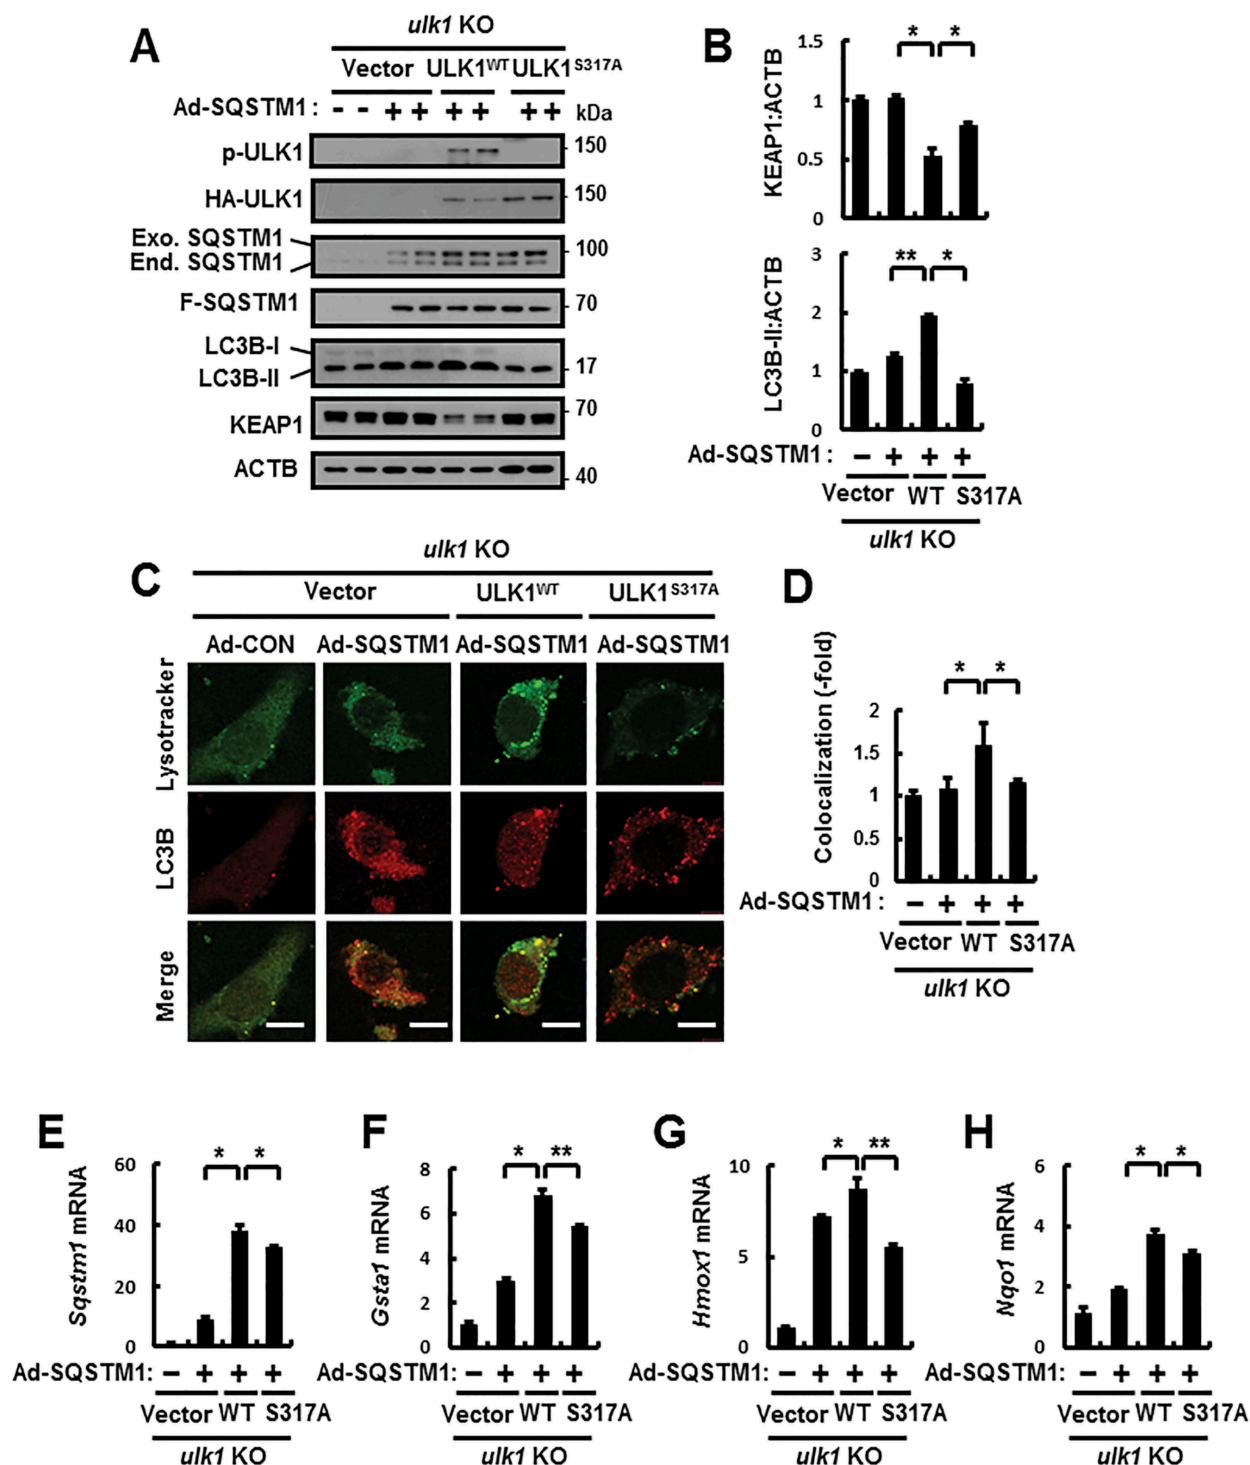 A
ulk1 KO
Vector ULK1WT ULK1S317A
Ad-SQSTM1 : - - + + + + + + kDa
p-ULK1 150
HA-ULK1 150
Exo. SQSTM1 100
End. SQSTM1
F-SQSTM1 70
LC3B-I
LC3B-II 17
KEAP1 70
ACTB 40
B
KEAP1:ACTB
1.5
1
0.5
0
* *
LC3B-II:ACTB
3
2
1
0
** *
Ad-SQSTM1 : − + + +
Vector WT S317A
ulk1 KO
C
ulk1 KO
Vector ULK1WT ULK1S317A
Ad-CON Ad-SQSTM1 Ad-SQSTM1 Ad-SQSTM1
Lysotracker
LC3B
Merge
D
Colocalization (-fold)
2
1.5
1
0.5
0
* *
Ad-SQSTM1 : − + + +
Vector WT S317A
ulk1 KO
E
Sqstm1 mRNA
60
40
20
0
* *
Ad-SQSTM1: − + + +
Vector WT S317A
ulk1 KO
F
Gsta1 mRNA
8
6
4
2
0
* **
Ad-SQSTM1: − + + +
Vector WT S317A
ulk1 KO
G
Hmox1 mRNA
10
5
0
* **
Ad-SQSTM1: − + + +
Vector WT S317A
ulk1 KO
H
Nqo1 mRNA
6
4
2
0
* *
Ad-SQSTM1: − + + +
Vector WT S317A
ulk1 KO